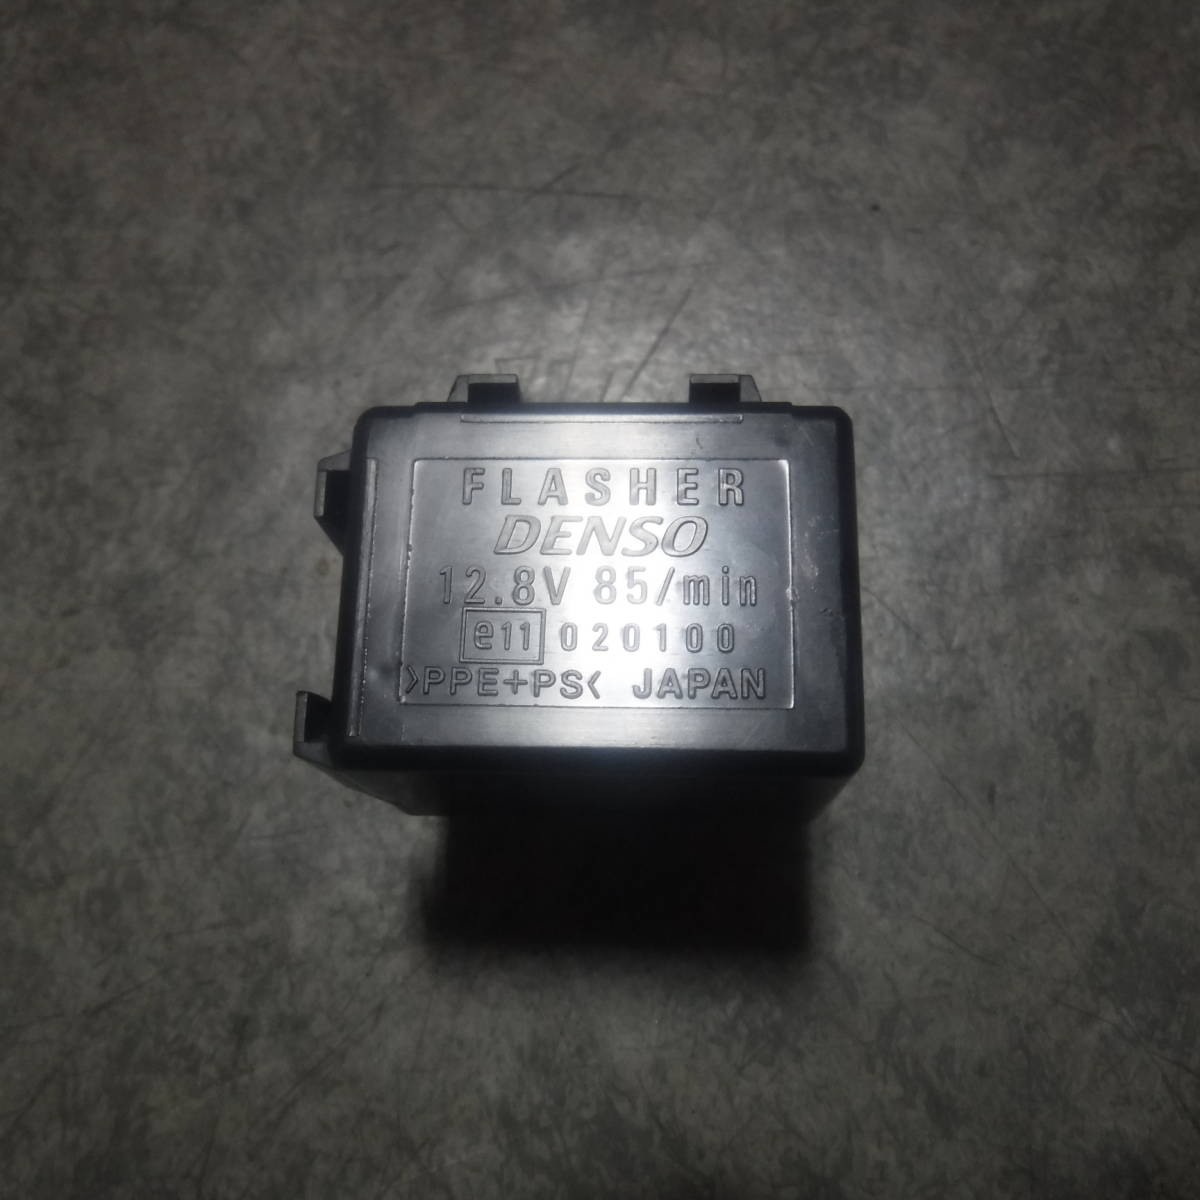 FLASHER
DENSO
12.8V 85/min
e11 020100
>PPE+PS< JAPAN